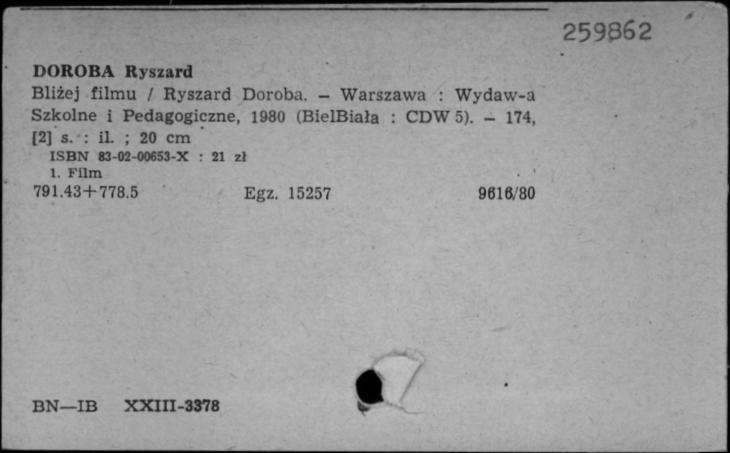 259862
DOROBA Ryszard
Bliżej filmu / Ryszard Doroba. — Warszawa : Wydaw-a
Szkolne i Pedagogiczne, 1980 (BielBiała : CDW 5). — 174,
[2] s. : il. ; 20 cm
ISBN 83-02-00653-X : 21 zł
1. Film
791.43+778.5 Egz. 15257 9616/80
BN—IB XXIII-3378